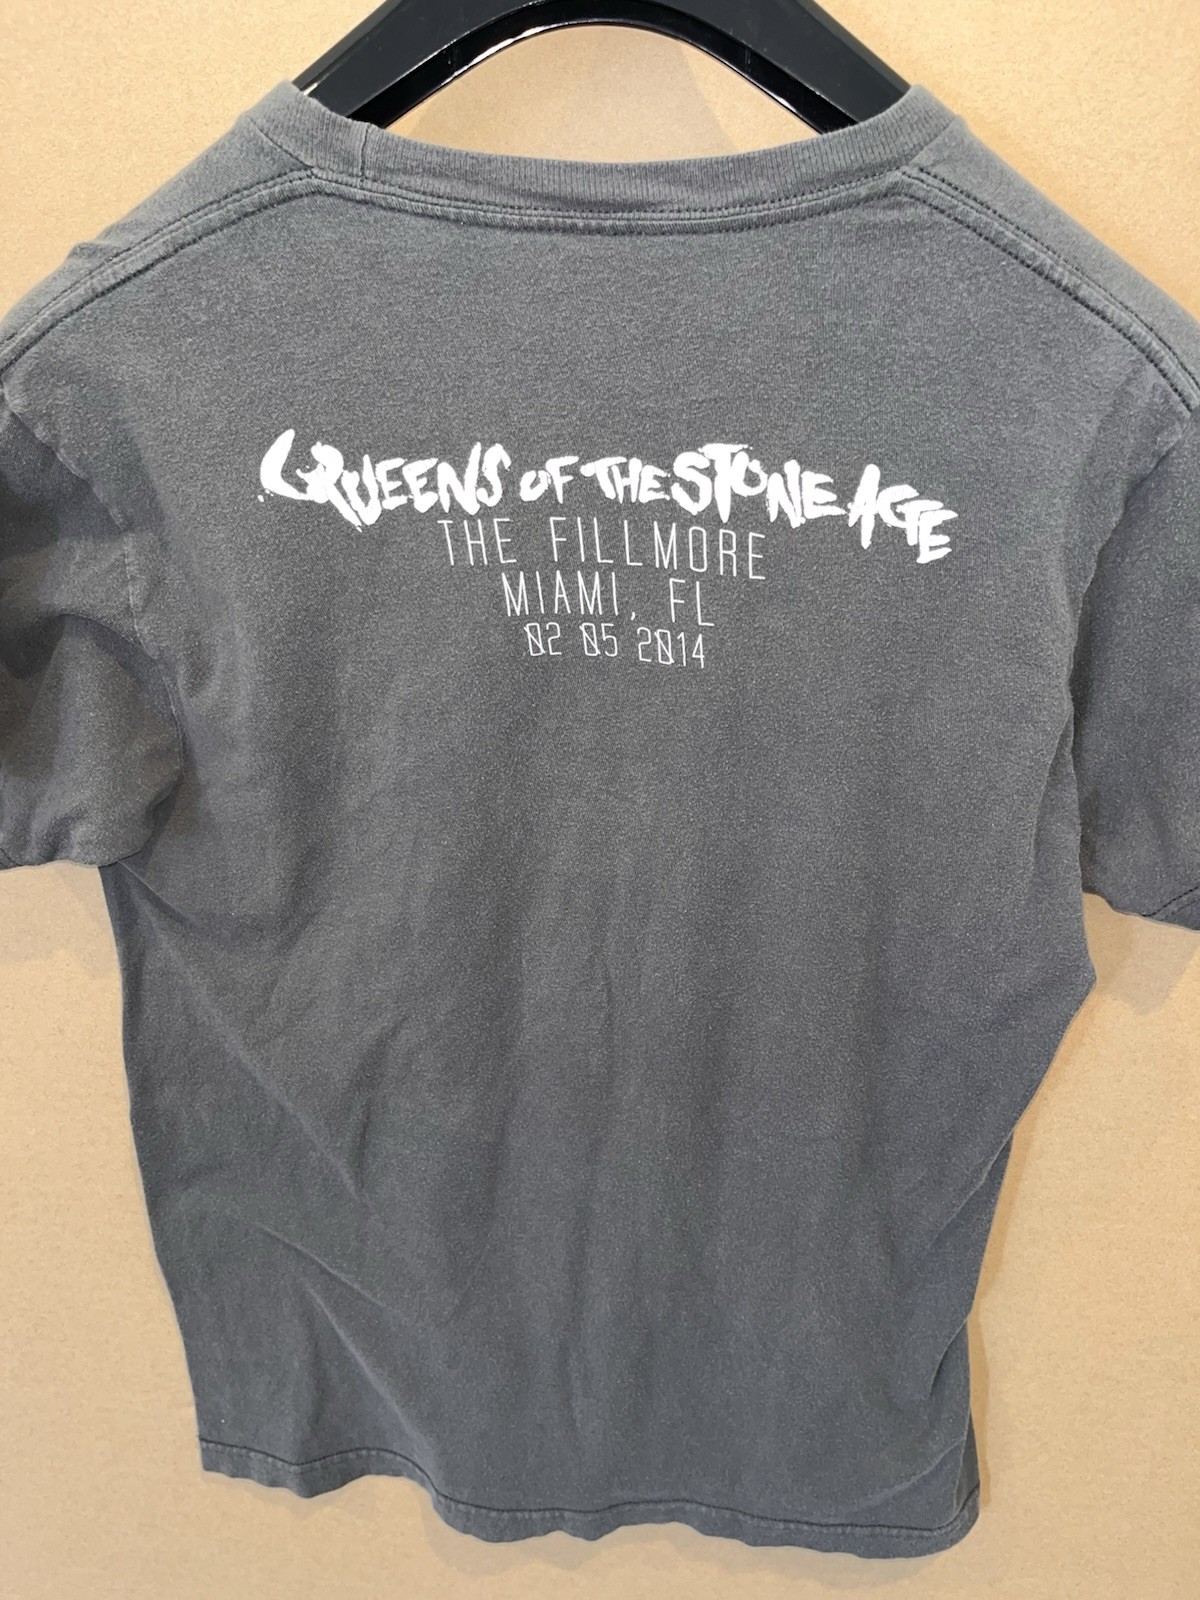 QUEENS OF THE STONE AGE
THE FILLMORE
MIAMI, FL
02 05 2014